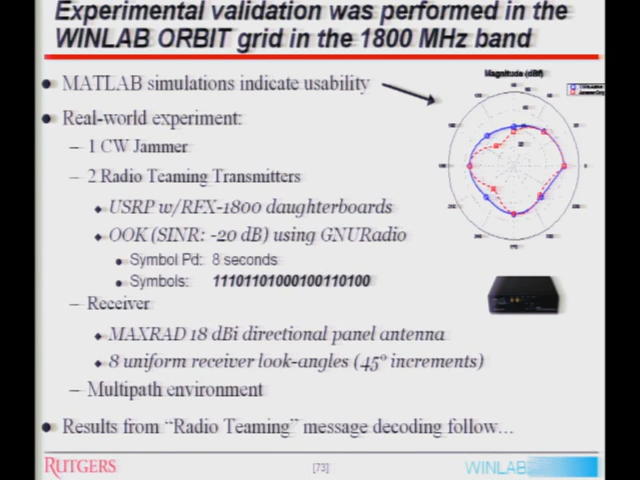 Experimental validation was performed in the
WINLAB ORBIT grid in the 1800 MHz band
● MATLAB simulations indicate usability
● Real-world experiment:
– 1 CW Jammer
– 2 Radio Teaming Transmitters
◆ USRP w/RFX-1800 daughterboards
◆ OOK (SINR: -20 dB) using GNURadio
● Symbol Pd: 8 seconds
● Symbols: 11101101000100110100
– Receiver
◆ MAXRAD 18 dBi directional panel antenna
◆ 8 uniform receiver look-angles (45° increments)
– Multipath environment
● Results from “Radio Teaming” message decoding follow…
Magnitude (dBf)
RUTGERS
[73]
WINLAB